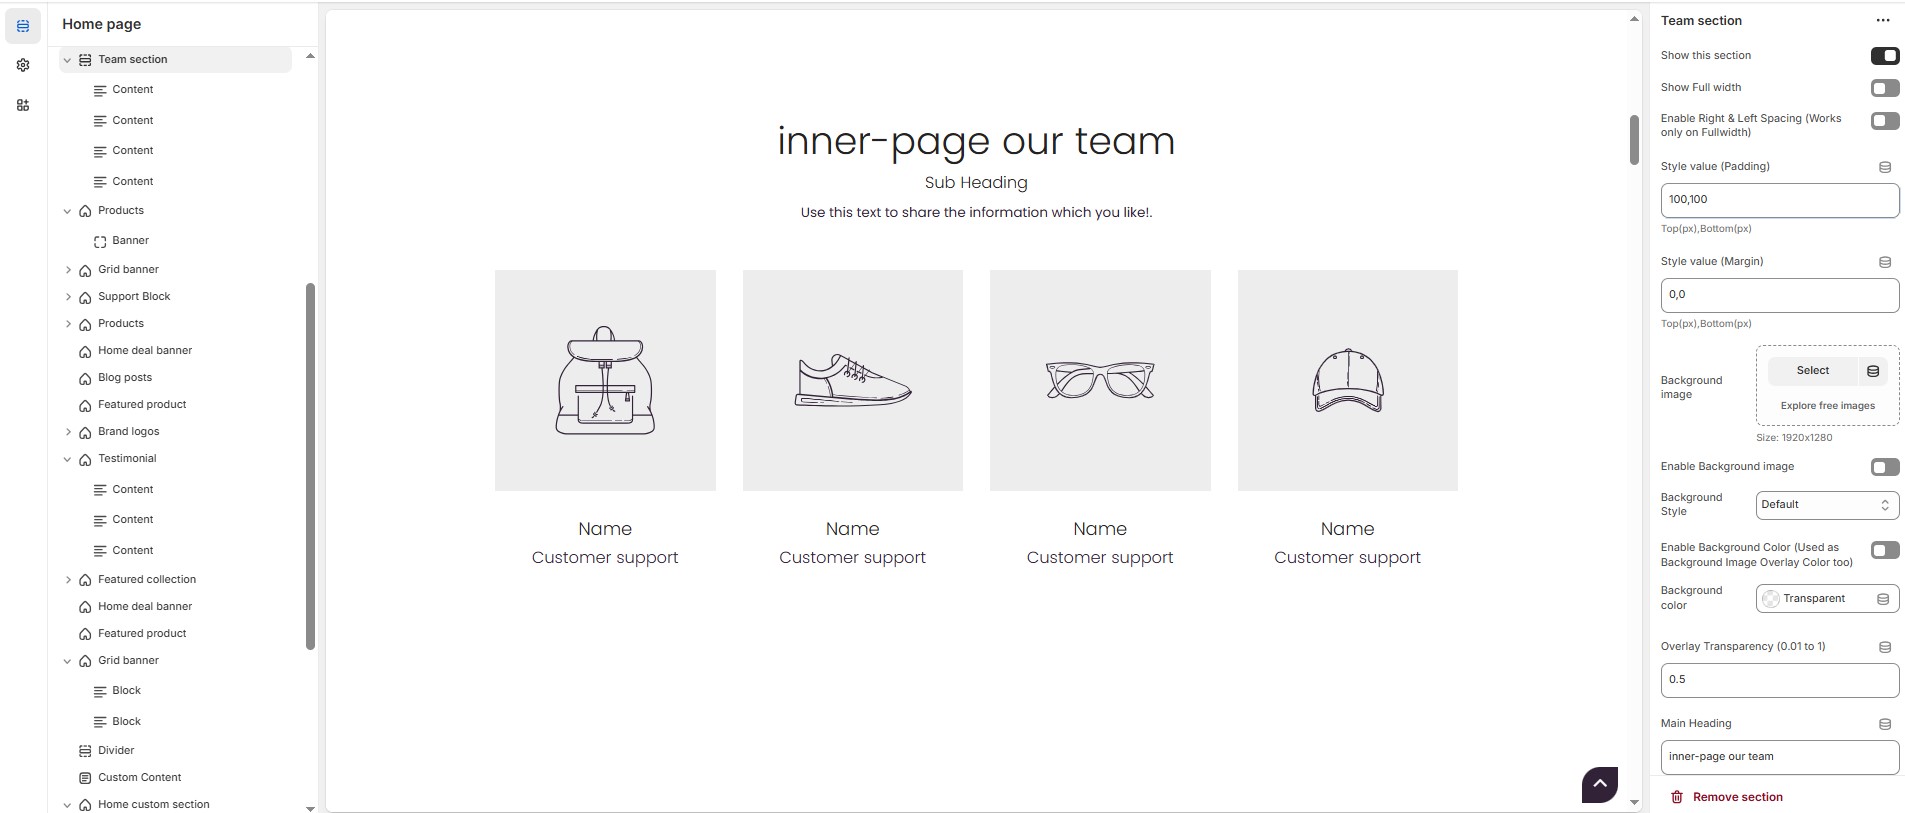 Home page
Team section
Content
Content
Content
Content
Products
Banner
Grid banner
Support Block
Products
Home deal banner
Blog posts
Featured product
Brand logos
Testimonial
Content
Content
Content
Featured collection
Home deal banner
Featured product
Grid banner
Block
Block
Divider
Custom Content
Home custom section
inner-page our team
Sub Heading
Use this text to share the information which you like!.
Name
Customer support
Name
Customer support
Name
Customer support
Name
Customer support
Team section
Show this section
Show Full width
Enable Right & Left Spacing (Works
only on Fullwidth)
Style value (Padding)
100,100
Top(px),Bottom(px)
Style value (Margin)
0,0
Top(px),Bottom(px)
Background
image
Select
Explore free images
Size: 1920x1280
Enable Background image
Background
Style
Default
Enable Background Color (Used as
Background Image Overlay Color too)
Background
color
Transparent
Overlay Transparency (0.01 to 1)
0.5
Main Heading
inner-page our team
Remove section